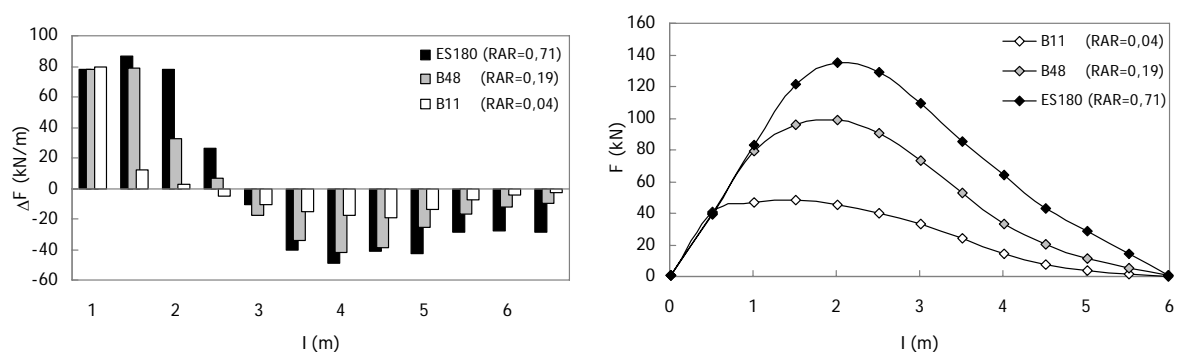 100
80
60
40
20
0
-20
-40
-60
ΔF (kN/m)
1 2 3 4 5 6
l (m)
ES180 (RAR=0,71)
B48 (RAR=0,19)
B11 (RAR=0,04)
160
140
120
100
80
60
40
20
0
F (kN)
0 1 2 3 4 5 6
l (m)
B11 (RAR=0,04)
B48 (RAR=0,19)
ES180 (RAR=0,71)